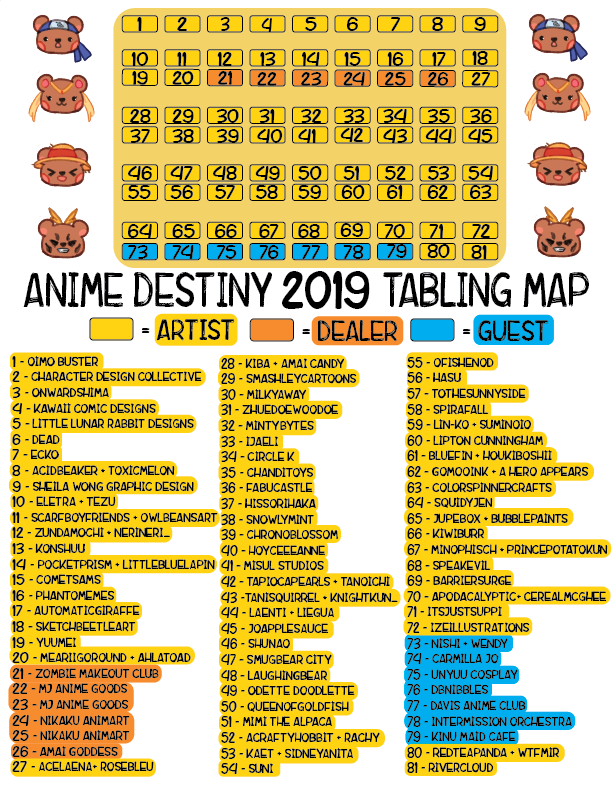 1 2 3 4 5 6 7 8 9
10 11 12 13 14 15 16 17 18
19 20 21 22 23 24 25 26 27
28 29 30 31 32 33 34 35 36
37 38 39 40 41 42 43 44 45
46 47 48 49 50 51 52 53 54
55 56 57 58 59 60 61 62 63
64 65 66 67 68 69 70 71 72
73 74 75 76 77 78 79 80 81
ANIME DESTINY 2019 TABLING MAP
= ARTIST = DEALER = GUEST
1 - OIMO BUSTER
2 - CHARACTER DESIGN COLLECTIVE
3 - ONWARDSHIMA
4 - KAWAII COMIC DESIGNS
5 - LITTLE LUNAR RABBIT DESIGNS
6 - DEAD
7 - ECKO
8 - ACIDBEAKER + TOXICMELON
9 - SHEILA WONG GRAPHIC DESIGN
10 - ELETRA + TEZU
11 - SCARFBOYFRIENDS + OWLBEANSART
12 - ZUNDAMOCHI + NERINERI...
13 - KONSHUU
14 - POCKETPRISM + LITTLEBLUELAPIN
15 - COMETSAMS
16 - PHANTOMEMES
17 - AUTOMATICGIRAFFE
18 - SKETCHBEETLEART
19 - YUUMEI
20 - MEARIIGOROUND + AHLATOAD
21 - ZOMBIE MAKEOUT CLUB
22 - MJ ANIME GOODS
23 - MJ ANIME GOODS
24 - NIKAKU ANIMART
25 - NIKAKU ANIMART
26 - AMAI GODDESS
27 - ACELAENA+ ROSEBLEU
28 - KIBA + AMAI CANDY
29 - SMASHLEYCARTOONS
30 - MILKYAWAY
31 - ZHUEDOEWOODOE
32 - MINTYBYTES
33 - IJAELI
34 - CIRCLE K
35 - CHANDITOYS
36 - FABUCASTLE
37 - HISSORIHAKA
38 - SNOWLYMINT
39 - CHRONOBLOSSOM
40 - HOYCEEEANNE
41 - MISUL STUDIOS
42 - TAPIOCAPEARLS + TANOICHI
43 -TANISQUIRREL + KNIGHTKUN...
44 - LAENTI + LIEGUA
45 - JOAPPLESAUCE
46 - SHUNAO
47 - SMUGBEAR CITY
48 - LAUGHINGBEAR
49 - ODETTE DOODLETTE
50 - QUEENOFGOLDFISH
51 - MIMI THE ALPACA
52 - ACRAFTYHOBBIT + RACHY
53 - KAET + SIDNEYANITA
54 - SUNI
55 - OFISHENOD
56 - HASU
57 - TOTHESUNNYSIDE
58 - SPIRAFALL
59 - LIN-KO + SUMINOIO
60 - LIPTON CUNNINGHAM
61 - BLUEFIN + HOUKIBOSHII
62 - GOMOOINK + A HERO APPEARS
63 - COLORSPINNERCRAFTS
64 - SQUIDYJEN
65 - JUPEBOX + BUBBLEPAINTS
66 - KIWIBURR
67 - MINOPHISCH + PRINCEPOTATOKUN
68 - SPEAKEVIL
69 - BARRIERSURGE
70 - APODACALYPTIC+ CEREALMCGHEE
71 - ITSJUSTSUPPI
72 - IZEILLUSTRATIONS
73 - NISHI + WENDY
74 - CARMILLA JO
75 - UNYUU COSPLAY
76 - DBNIBBLES
77 - DAVIS ANIME CLUB
78 - INTERMISSION ORCHESTRA
79 - KINU MAID CAFE
80 - REDTEAPANDA + WTFMIR
81 - RIVERCLOUD